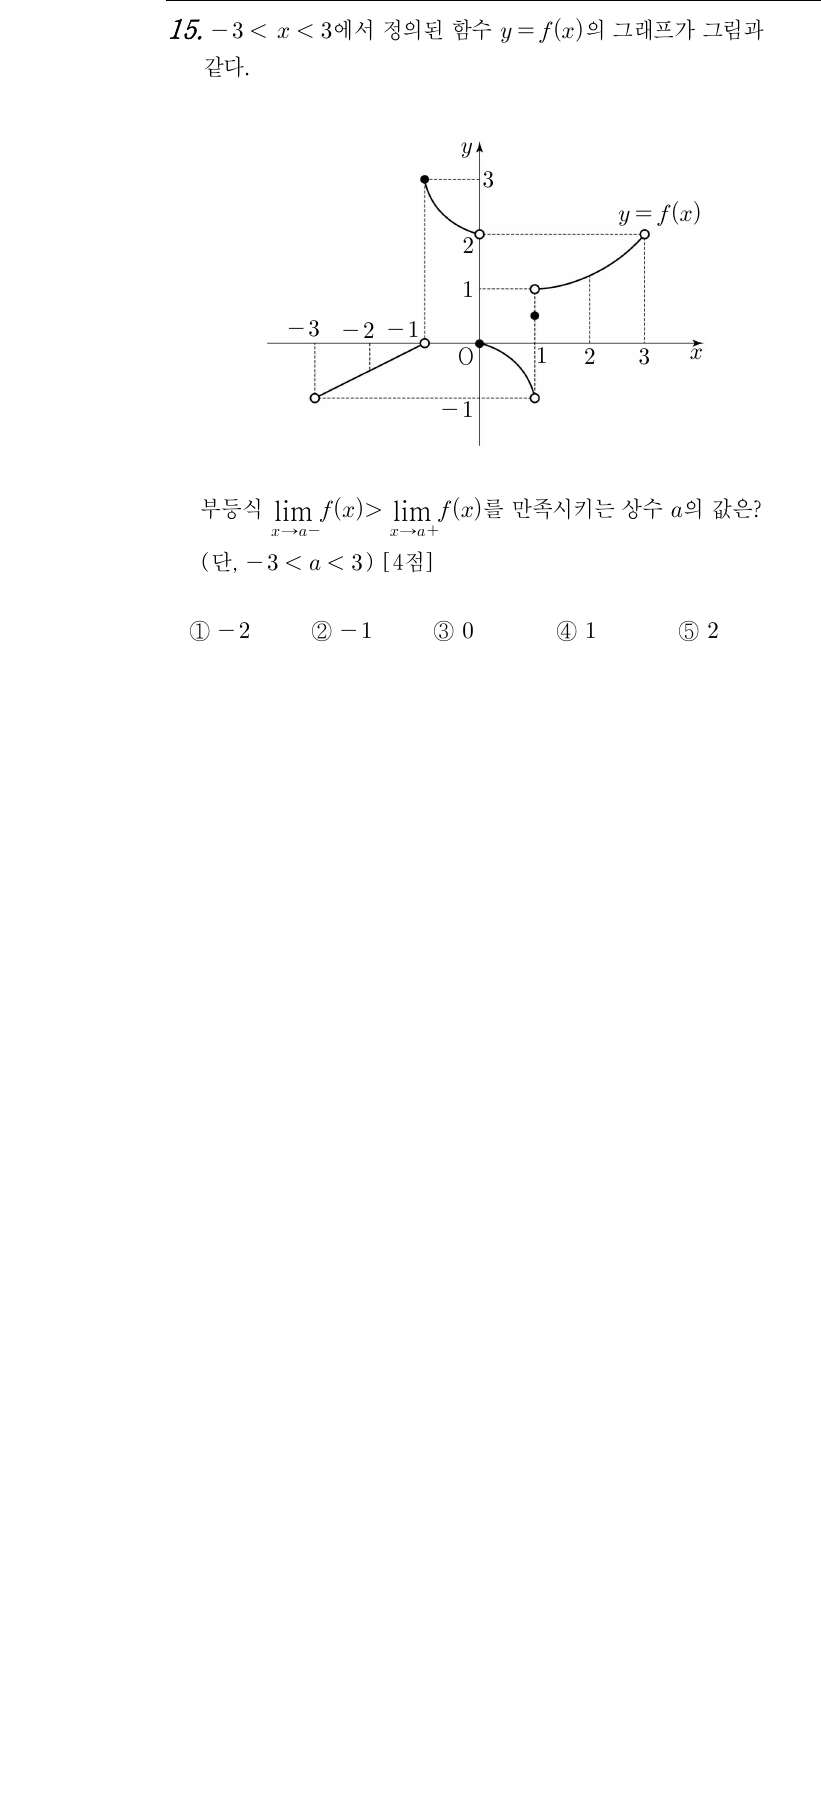 15. −3 < x < 3에서 정의된 함수 y = f(x)의 그래프가 그림과
같다.
y
3
y = f(x)
2
1
−3 −2 −1
O 1 2 3 x
−1
부등식 lim_{x→a−} f(x) > lim_{x→a+} f(x)를 만족시키는 상수 a의 값은?
(단, −3 < a < 3) [4점]
① −2 ② −1 ③ 0 ④ 1 ⑤ 2